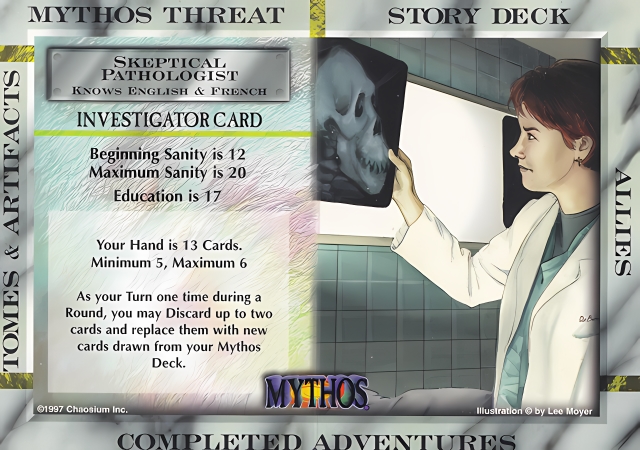 MYTHOS THREAT
STORY DECK
TOMES & ARTIFACTS
ALLIES
SKEPTICAL
PATHOLOGIST
KNOWS ENGLISH & FRENCH
INVESTIGATOR CARD
Beginning Sanity is 12
Maximum Sanity is 20
Education is 17
Your Hand is 13 Cards.
Minimum 5, Maximum 6
As your Turn one time during a
Round, you may Discard up to two
cards and replace them with new
cards drawn from your Mythos
Deck.
MYTHOS
©1997 Chaosium Inc.
Illustration © by Lee Moyer
COMPLETED ADVENTURES